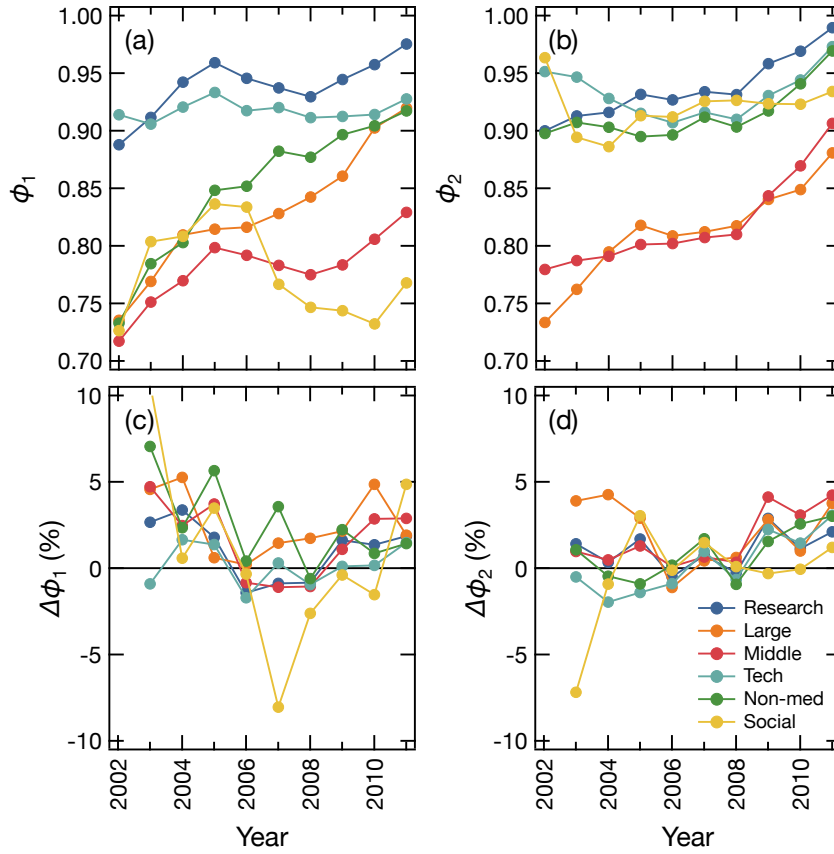 (a)
1.00
0.95
0.90
0.85
0.80
0.75
0.70
ϕ1
(b)
1.00
0.95
0.90
0.85
0.80
0.75
0.70
ϕ2
(c)
10
5
0
-5
-10
Δϕ1 (%)
2002
2004
2006
2008
2010
Year
(d)
10
5
0
-5
-10
Δϕ2 (%)
Research
Large
Middle
Tech
Non-med
Social
2002
2004
2006
2008
2010
Year